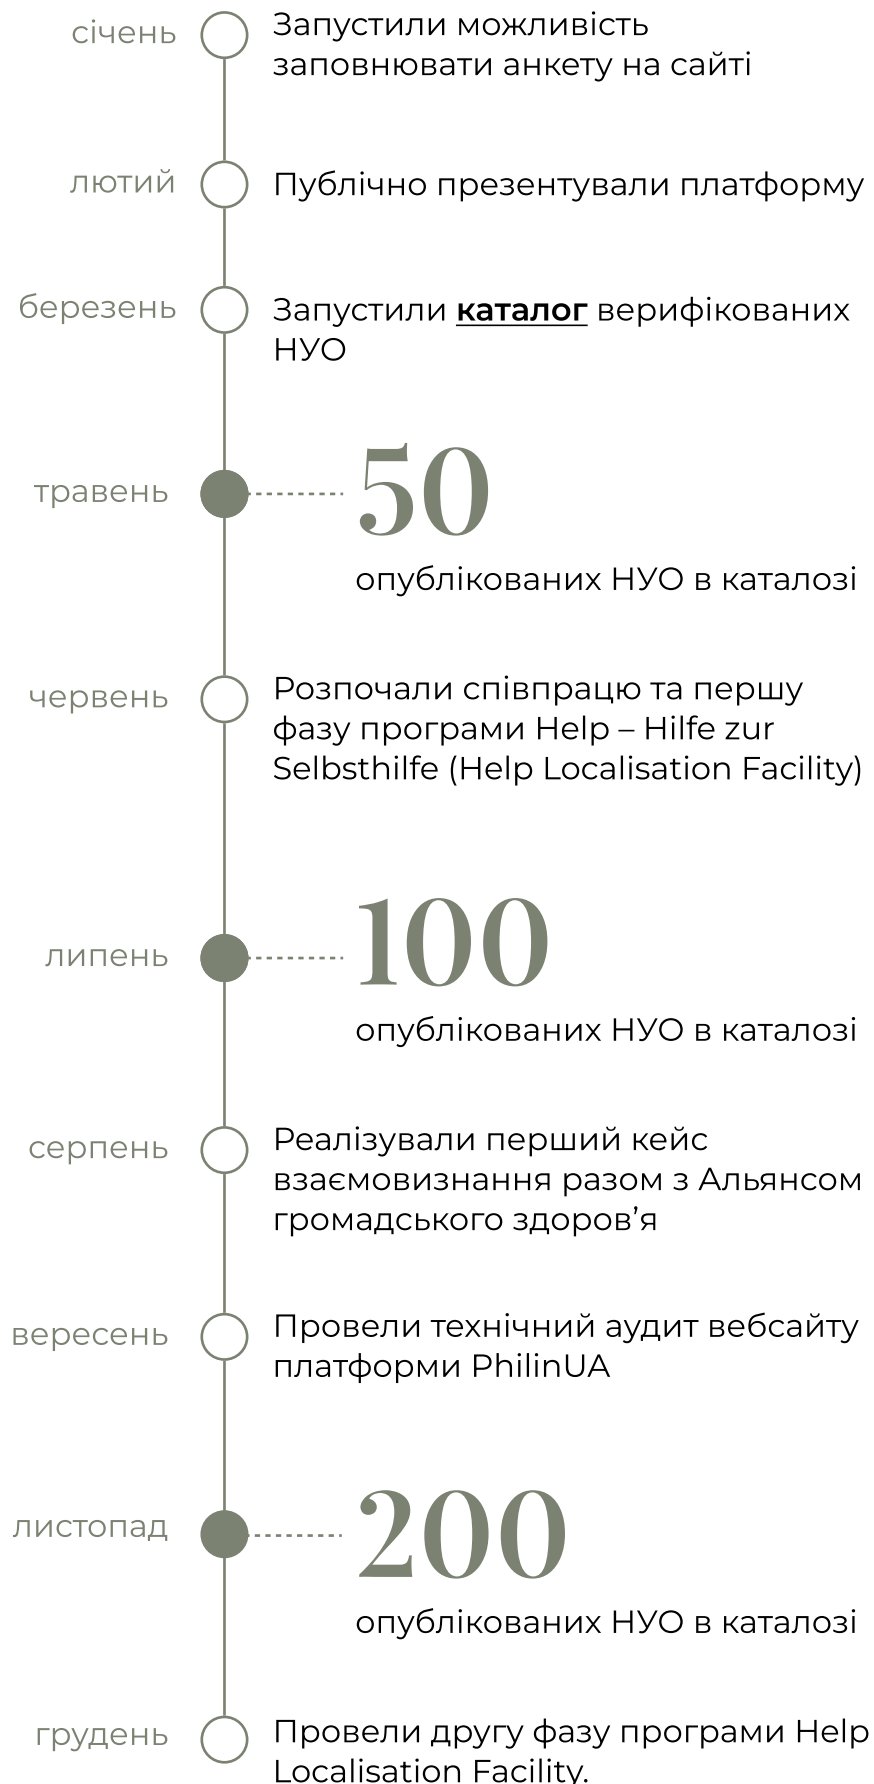 січень
Запустили можливість
заповнювати анкету на сайті
лютий
Публічно презентували платформу
березень
Запустили каталог верифікованих
НУО
травень
50
опублікованих НУО в каталозі
червень
Розпочали співпрацю та першу
фазу програми Help – Hilfe zur
Selbsthilfe (Help Localisation Facility)
липень
100
опублікованих НУО в каталозі
серпень
Реалізували перший кейс
взаємовизнання разом з Альянсом
громадського здоров’я
вересень
Провели технічний аудит вебсайту
платформи PhilinUA
листопад
200
опублікованих НУО в каталозі
грудень
Провели другу фазу програми Help
Localisation Facility.